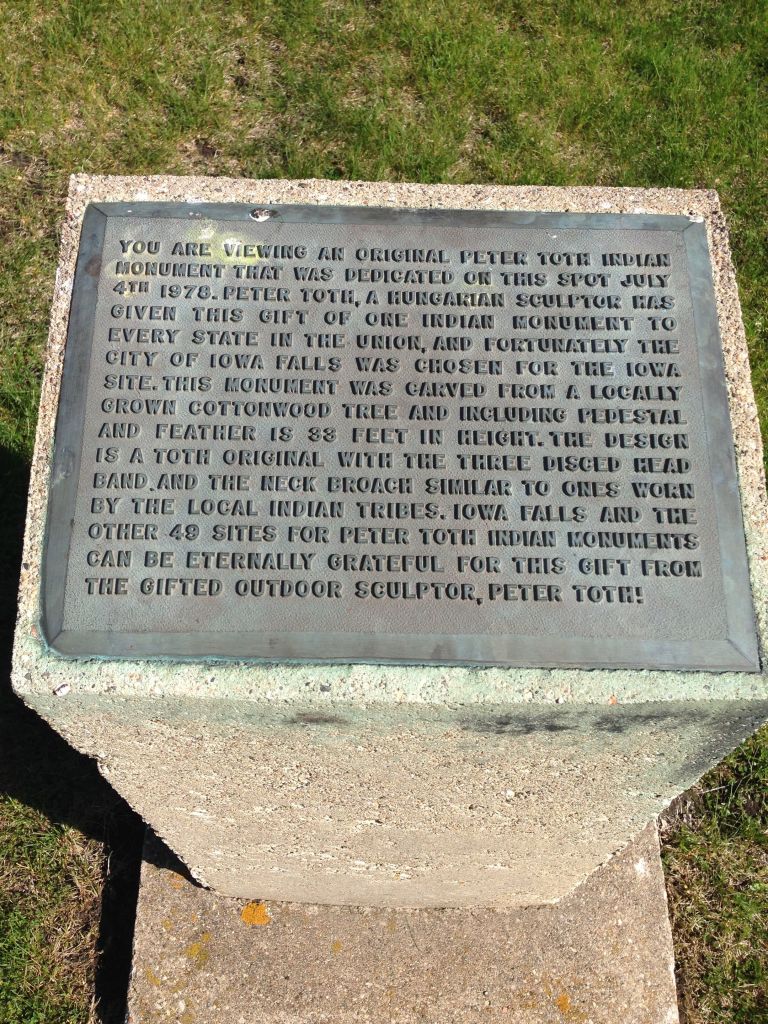 YOU ARE VIEWING AN ORIGINAL PETER TOTH INDIAN
MONUMENT THAT WAS DEDICATED ON THIS SPOT JULY
4TH 1978. PETER TOTH, A HUNGARIAN SCULPTOR HAS
GIVEN THIS GIFT OF ONE INDIAN MONUMENT TO
EVERY STATE IN THE UNION, AND FORTUNATELY THE
CITY OF IOWA FALLS WAS CHOSEN FOR THE IOWA
SITE. THIS MONUMENT WAS CARVED FROM A LOCALLY
GROWN COTTONWOOD TREE AND INCLUDING PEDESTAL
AND FEATHER IS 33 FEET IN HEIGHT. THE DESIGN
IS A TOTH ORIGINAL WITH THE THREE DISCED HEAD
BAND, AND THE NECK BROACH SIMILAR TO ONES WORN
BY THE LOCAL INDIAN TRIBES. IOWA FALLS AND THE
OTHER 49 SITES FOR PETER TOTH INDIAN MONUMENTS
CAN BE ETERNALLY GRATEFUL FOR THIS GIFT FROM
THE GIFTED OUTDOOR SCULPTOR, PETER TOTH!